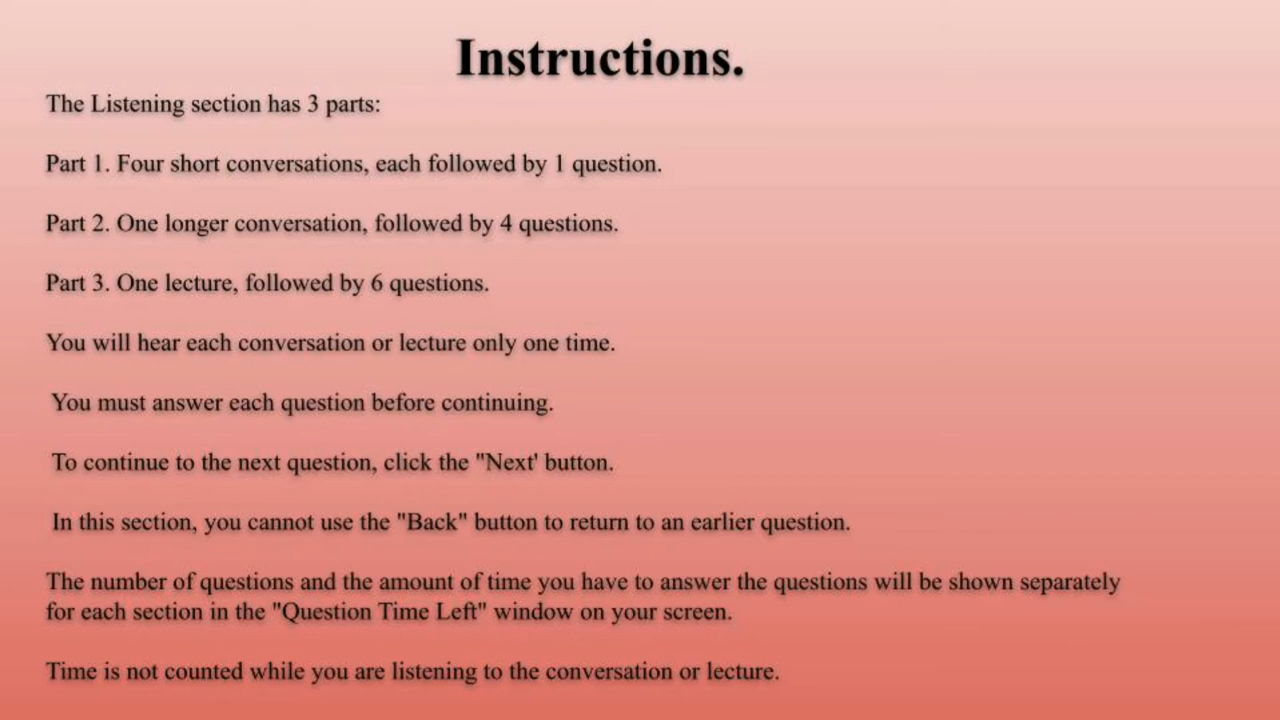 Instructions.
The Listening section has 3 parts:
Part 1. Four short conversations, each followed by 1 question.
Part 2. One longer conversation, followed by 4 questions.
Part 3. One lecture, followed by 6 questions.
You will hear each conversation or lecture only one time.
You must answer each question before continuing.
To continue to the next question, click the "Next' button.
In this section, you cannot use the "Back" button to return to an earlier question.
The number of questions and the amount of time you have to answer the questions will be shown separately
for each section in the "Question Time Left" window on your screen.
Time is not counted while you are listening to the conversation or lecture.